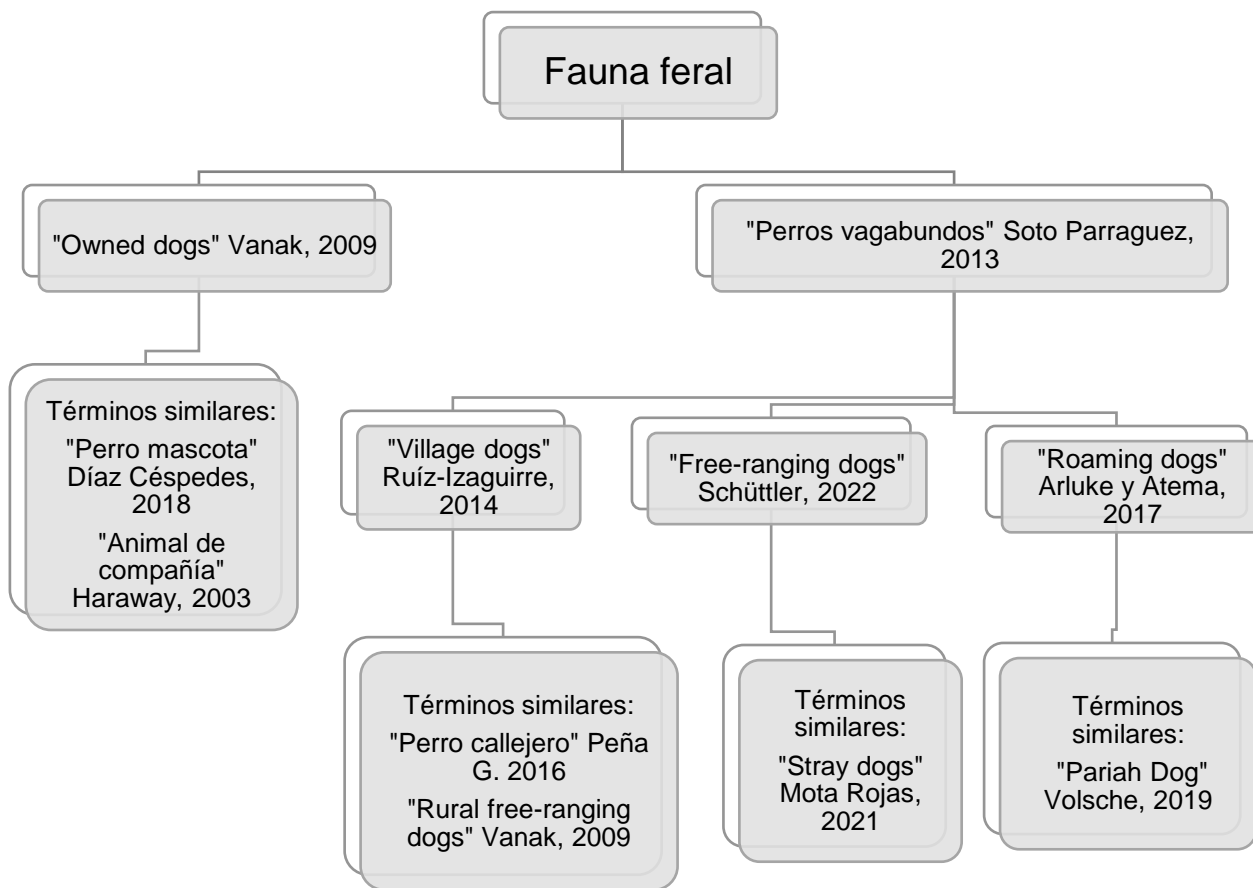 Fauna feral
"Owned dogs" Vanak, 2009
"Perros vagabundos" Soto Parraguez,
2013
Términos similares:
"Perro mascota"
Díaz Céspedes,
2018
"Animal de
compañía"
Haraway, 2003
"Village dogs"
Ruíz-Izaguirre,
2014
"Free-ranging dogs"
Schüttler, 2022
"Roaming dogs"
Arluke y Atema,
2017
Términos similares:
"Perro callejero" Peña
G. 2016
"Rural free-ranging
dogs" Vanak, 2009
Términos
similares:
"Stray dogs"
Mota Rojas,
2021
Términos
similares:
"Pariah Dog"
Volsche, 2019